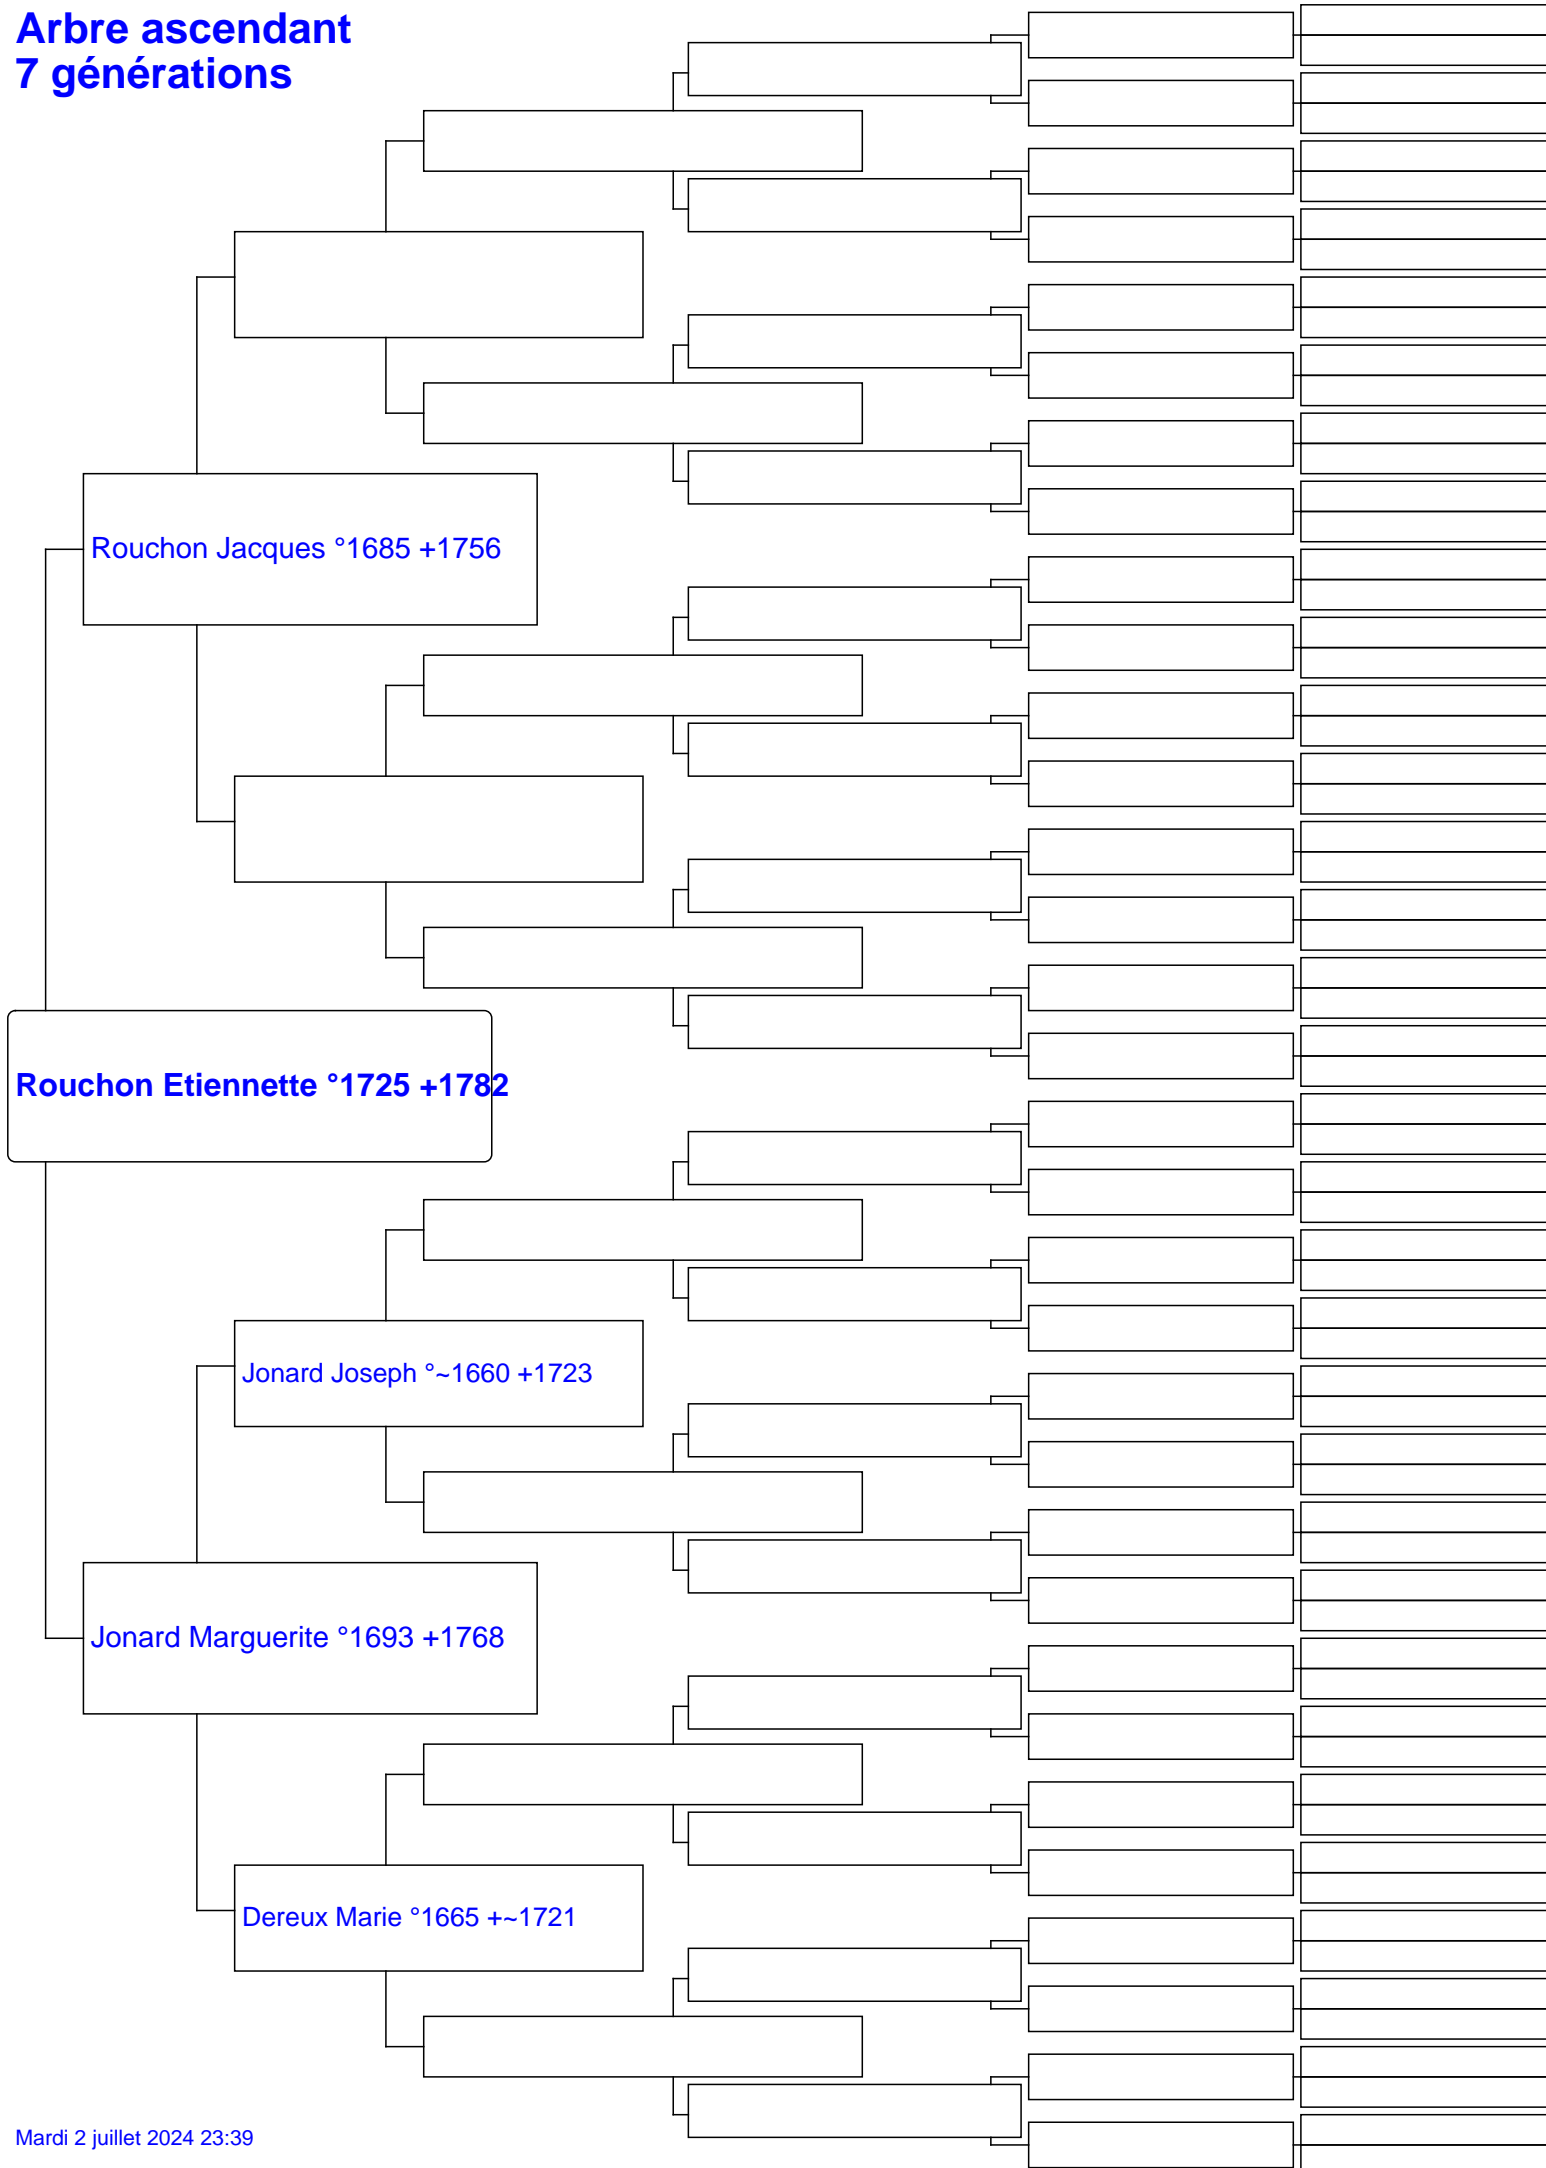 Arbre ascendant
7 générations
Rouchon Jacques °1685 +1756
Rouchon Etiennette °1725 +1782
Jonard Joseph °~1660 +1723
Jonard Marguerite °1693 +1768
Dereux Marie °1665 +~1721
Mardi 2 juillet 2024 23:39